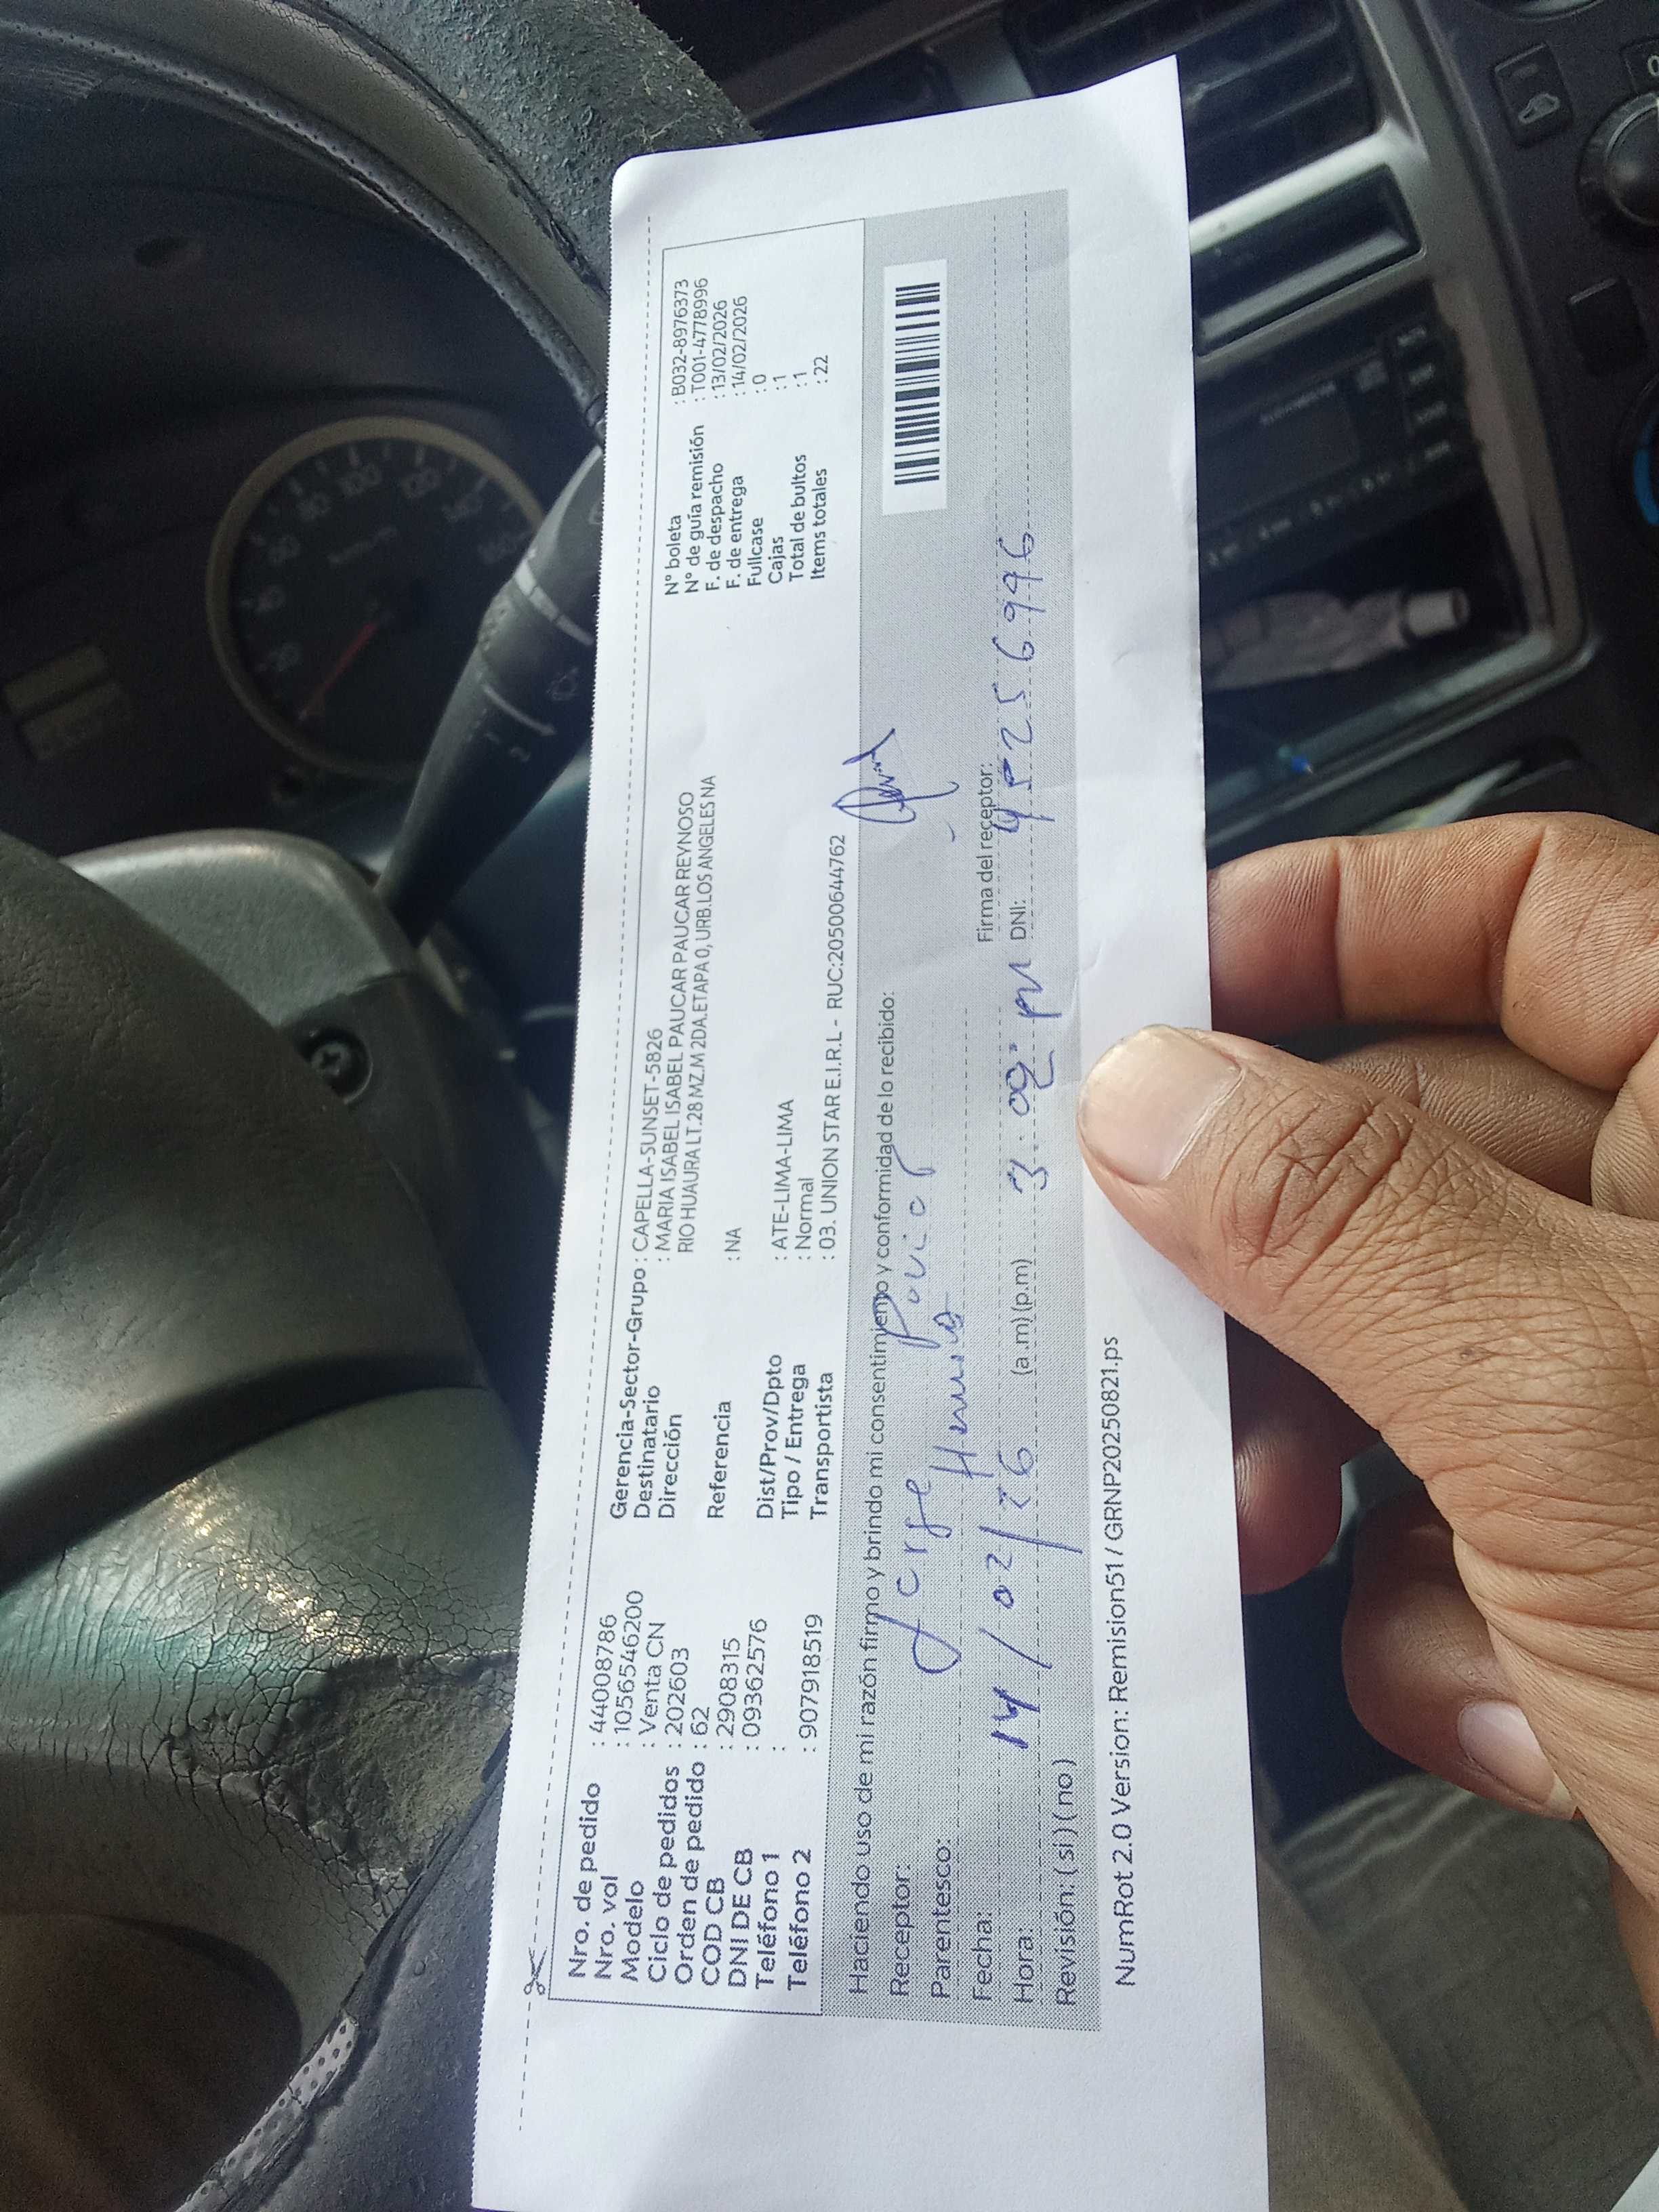 Nro. de pedido : 44008786
Nro. vol : 105654620​0
Modelo : Venta CN
Ciclo de pedidos : 202603
Orden de pedido : 62
COD CB : 2908315
DNI DE CB : 09362576
Teléfono 1 :
Teléfono 2 : 907918519
Gerencia-Sector-Grupo : CAPELLA-SUNSET-5826
Destinatario : MARIA ISABEL ISABEL PAUCAR PAUCAR REYNOSO
Dirección RIO HUAURA LT.28 MZ.M 2DA.ETAPA 0, URB.LOS ANGELES NA
Referencia : NA
Dist/Prov/Dpto : ATE-LIMA-LIMA
Tipo / Entrega : Normal
Transportista : 03. UNION STAR E.I.R.L - RUC:20500644762
N° boleta : B032-8976373
N° de guía remisión : T001-4778996
F. de despacho : 13/02/2026
F. de entrega : 14/02/2026
Fullcase : 0
Cajas : 1
Total de bultos : 1
Items totales : 22
Haciendo uso de mi razón firmo y brindo mi consentimiento y conformidad de lo recibido:
Receptor: Jorge
Parentesco:
Firma del receptor:
Fecha: 14/02/26
Hora: (a.m) (p.m) DNI: 45256996
Revisión: ( si ) ( no )
NumRot 2.0 Version: Remision51 / GRNP20250821.ps